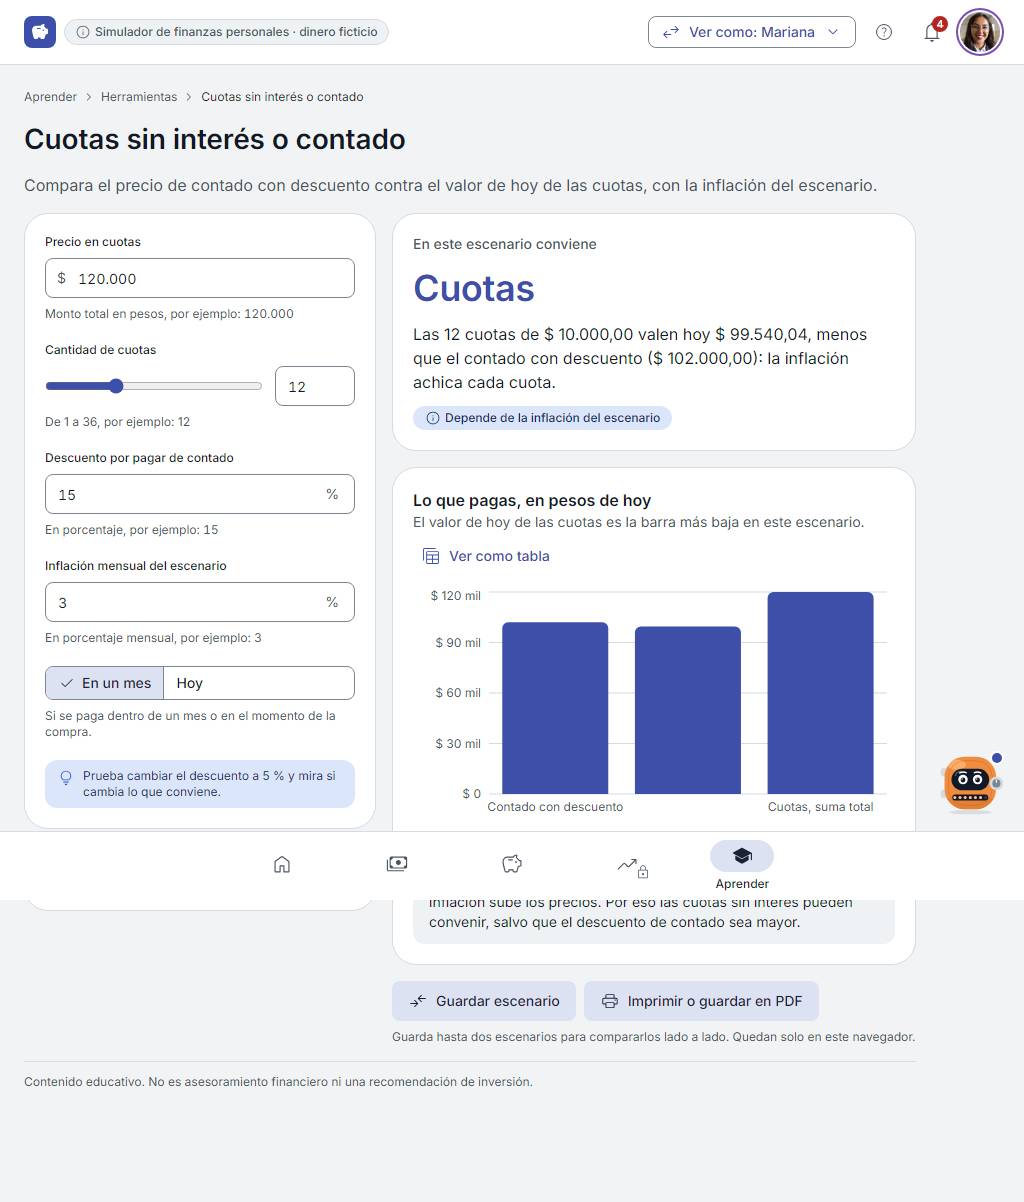 Simulador de finanzas personales · dinero ficticio
Ver como: Mariana
4
Aprender
Herramientas
Cuotas sin interés o contado
Cuotas sin interés o contado
Compara el precio de contado con descuento contra el valor de hoy de las cuotas, con la inflación del escenario.
Precio en cuotas
$ 120.000
Monto total en pesos, por ejemplo: 120.000
Cantidad de cuotas
12
De 1 a 36, por ejemplo: 12
Descuento por pagar de contado
15 %
En porcentaje, por ejemplo: 15
Inflación mensual del escenario
3 %
En porcentaje mensual, por ejemplo: 3
En un mes
Hoy
Si se paga dentro de un mes o en el momento de la
compra.
Prueba cambiar el descuento a 5 % y mira si
cambia lo que conviene.
En este escenario conviene
Cuotas
Las 12 cuotas de $ 10.000,00 valen hoy $ 99.540,04, menos
que el contado con descuento ($ 102.000,00): la inflación
achica cada cuota.
Depende de la inflación del escenario
Lo que pagas, en pesos de hoy
El valor de hoy de las cuotas es la barra más baja en este escenario.
Ver como tabla
$ 120 mil
$ 90 mil
$ 60 mil
$ 30 mil
$ 0
Contado con descuento
Cuotas, suma total
Aprender
inflación sube los precios. Por eso las cuotas sin interés pueden
convenir, salvo que el descuento de contado sea mayor.
Guardar escenario
Imprimir o guardar en PDF
Guarda hasta dos escenarios para compararlos lado a lado. Quedan solo en este navegador.
Contenido educativo. No es asesoramiento financiero ni una recomendación de inversión.